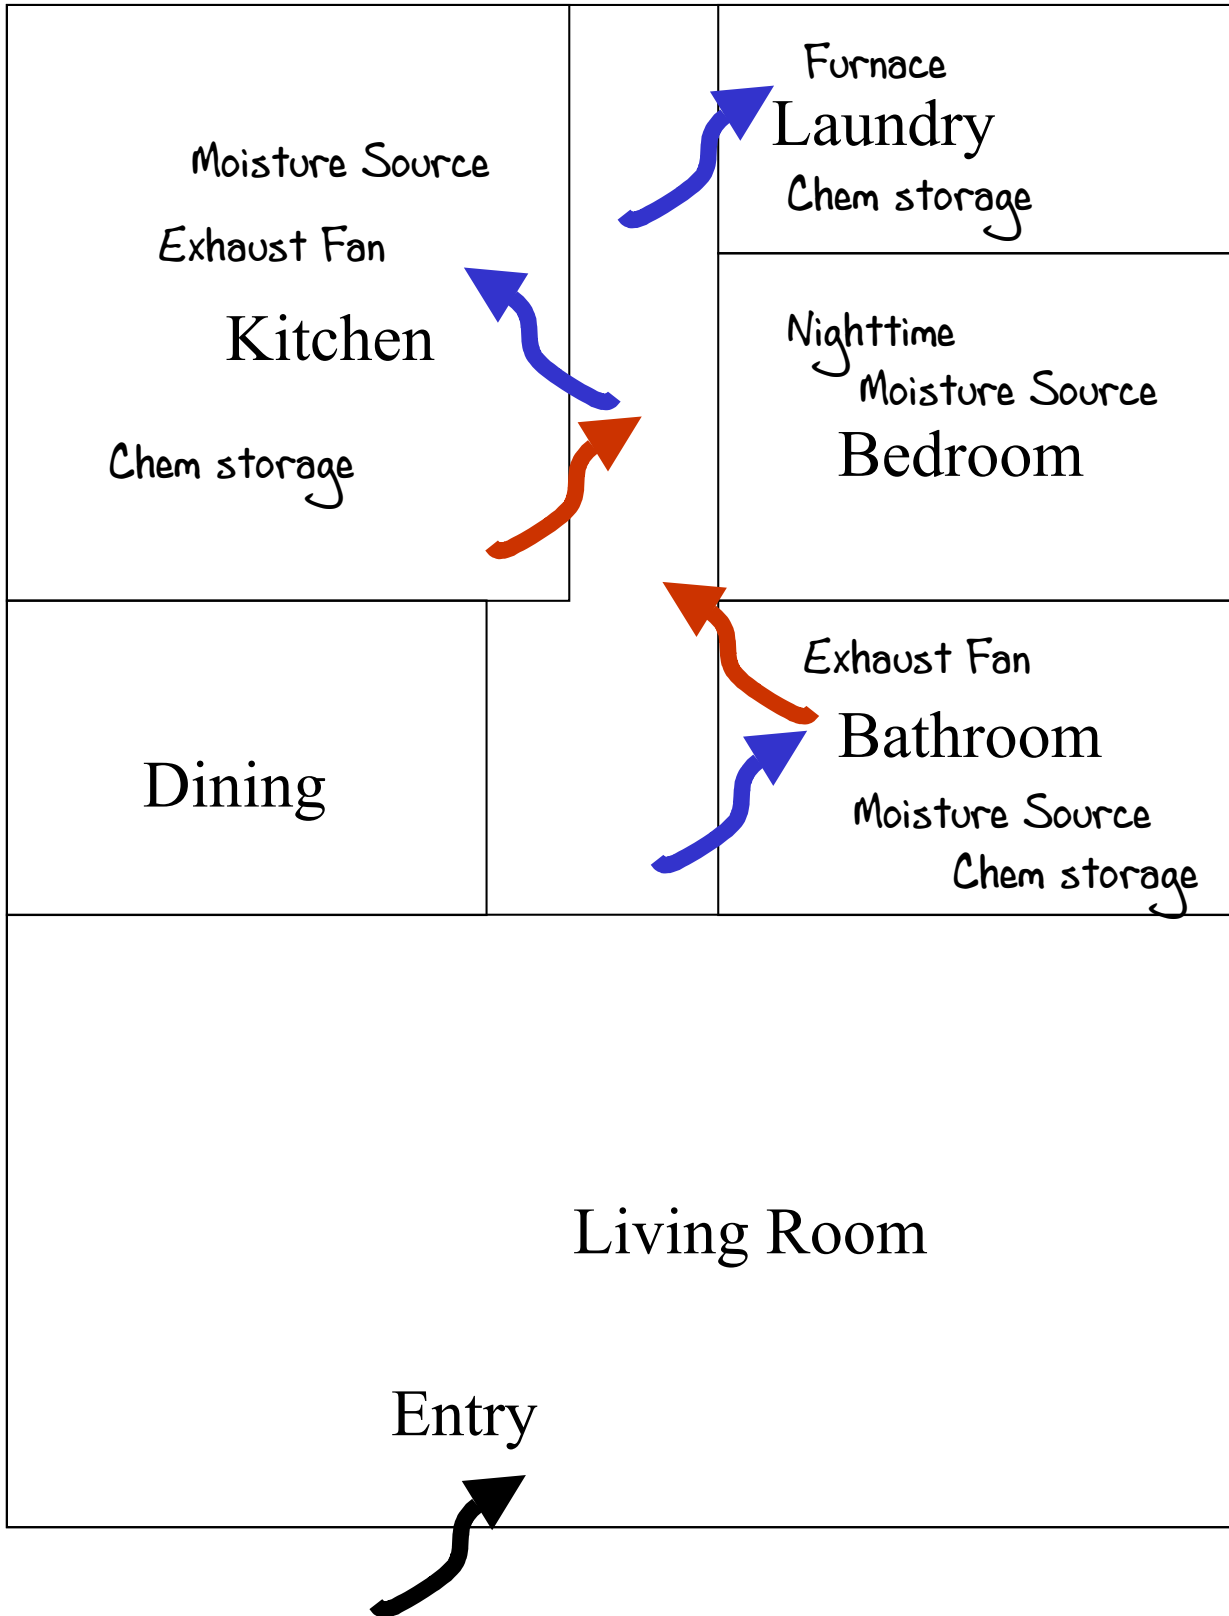 Furnace
Laundry
Chem storage
Moisture Source
Exhaust Fan
Kitchen
Chem storage
Nighttime
Moisture Source
Bedroom
Exhaust Fan
Bathroom
Moisture Source
Chem storage
Dining
Living Room
Entry